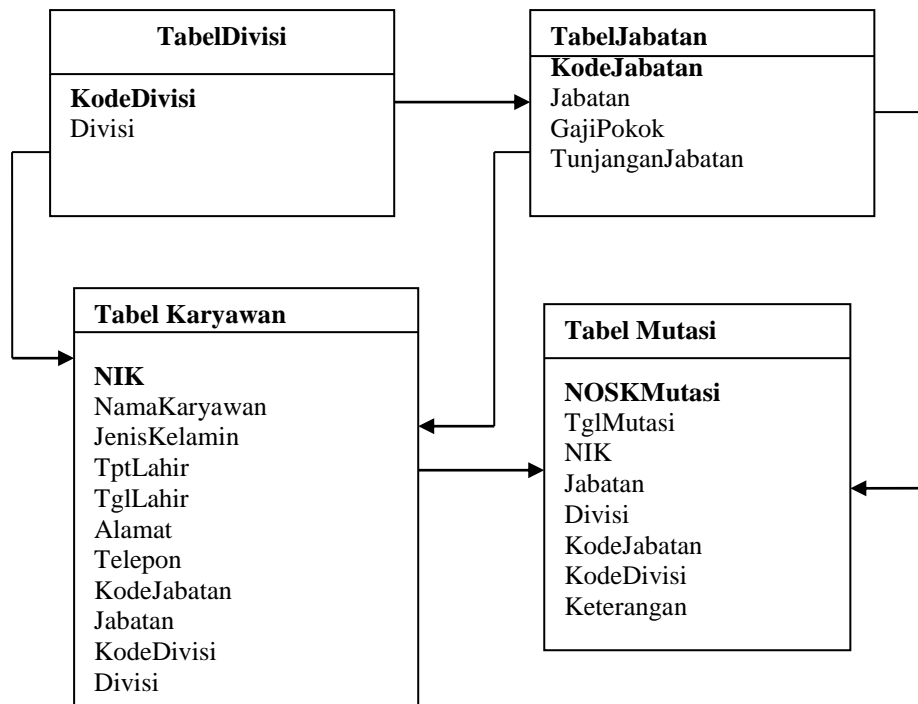 TabelDivisi
KodeDivisi
Divisi
TabelJabatan
KodeJabatan
Jabatan
GajiPokok
TunjanganJabatan
Tabel Karyawan
NIK
NamaKaryawan
JenisKelamin
TptLahir
TglLahir
Alamat
Telepon
KodeJabatan
Jabatan
KodeDivisi
Divisi
Tabel Mutasi
NOSKMutasi
TglMutasi
NIK
Jabatan
Divisi
KodeJabatan
KodeDivisi
Keterangan